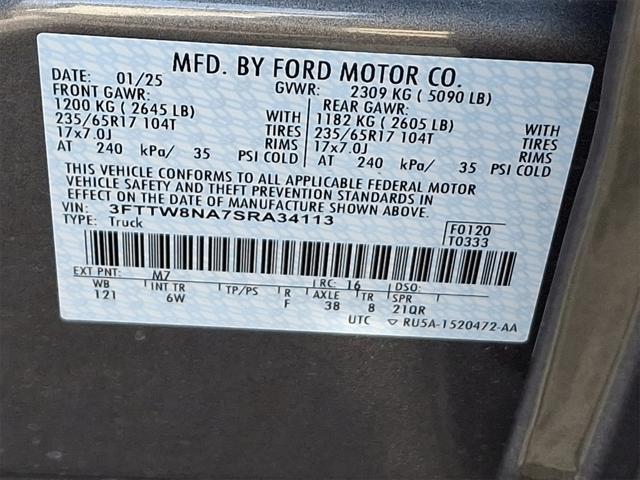 MFD. BY FORD MOTOR CO.
DATE: 01/25 GVWR: 2309 KG ( 5090 LB)
FRONT GAWR: REAR GAWR:
1200 KG ( 2645 LB) WITH 1182 KG ( 2605 LB) WITH
235/65R17 104T TIRES 235/65R17 104T TIRES
17x7.0J RIMS 17x7.0J RIMS
AT 240 kPa/ 35 PSI COLD AT 240 kPa/ 35 PSI COLD
THIS VEHICLE CONFORMS TO ALL APPLICABLE FEDERAL MOTOR
VEHICLE SAFETY AND THEFT PREVENTION STANDARDS IN
EFFECT ON THE DATE OF MANUFACTURE SHOWN ABOVE.
VIN: 3FTTW8NA7SRA34113 F0120
TYPE: Truck T0333
EXT PNT: M7 RC: 16 DSO:
WB INT TR TP/PS R AXLE TR SPR
121 6W F 38 8 21QR
UTC ▽ RU5A-1520472-AA